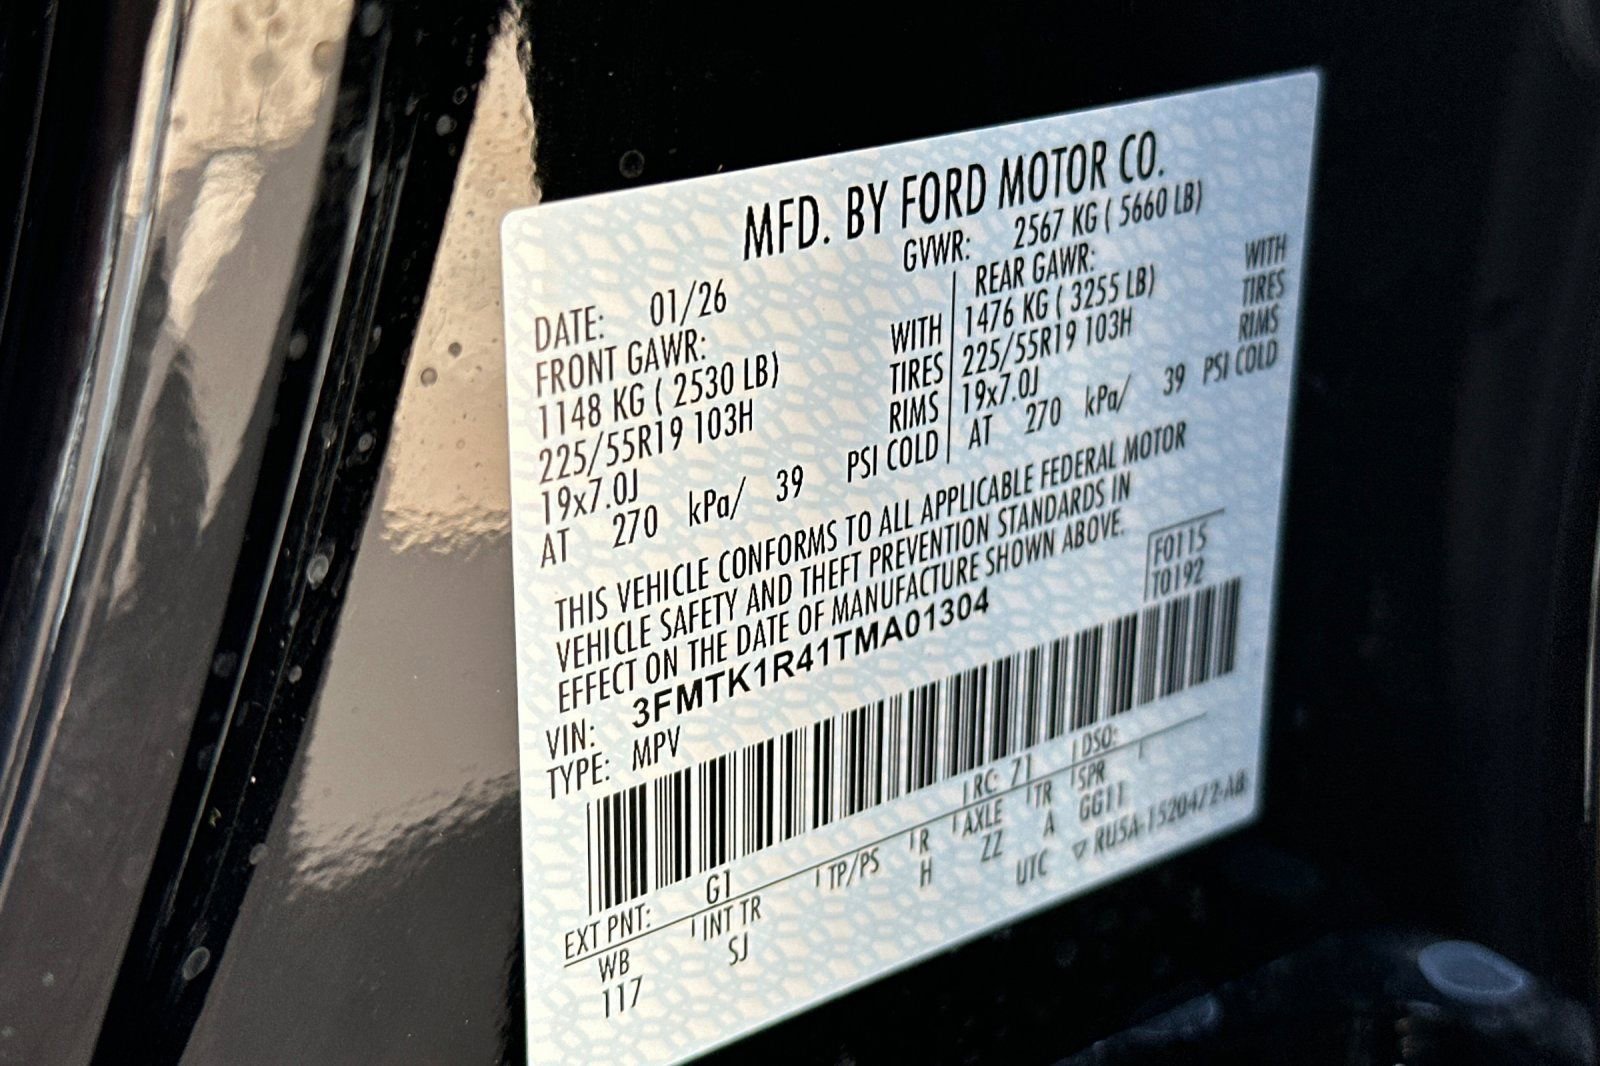 MFD. BY FORD MOTOR CO.
DATE: 01/26 GVWR: 2567 KG ( 5660 LB)
FRONT GAWR: REAR GAWR:
1148 KG ( 2530 LB) WITH 1476 KG ( 3255 LB) WITH
225/55R19 103H TIRES 225/55R19 103H TIRES
19x7.0J RIMS 19x7.0J RIMS
AT 270 kPa/ 39 PSI COLD AT 270 kPa/ 39 PSI COLD
THIS VEHICLE CONFORMS TO ALL APPLICABLE FEDERAL MOTOR
VEHICLE SAFETY AND THEFT PREVENTION STANDARDS IN
EFFECT ON THE DATE OF MANUFACTURE SHOWN ABOVE.
F0115
T0192
VIN: 3FMTK1R41TMA01304
TYPE: MPV
EXT PNT: G1 RC: 71 DSO:
WB INT TR TP/PS R AXLE TR SPR
117 SJ H ZZ A GG11
UTC ▽ RU5A-1520472-AB